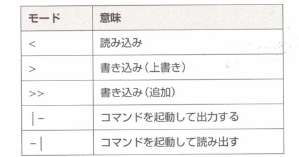 モード 意味
< 読み込み
> 書き込み(上書き)
>> 書き込み(追加)
|− コマンドを起動して出力する
−| コマンドを起動して読み出す